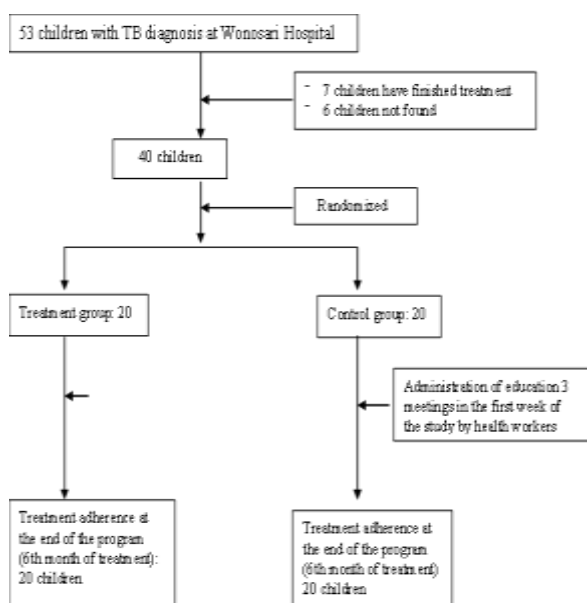 53 children with TB diagnosis at Wonosari Hospital
- 7 children have finished treatment
- 6 children not found
40 children
Randomized
Treatment group: 20
Control group: 20
Administration of education 3
meetings in the first week of
the study by health workers
Treatment adherence at
the end of the program
(6th month of treatment):
20 children
Treatment adherence at
the end of the program
(6th month of treatment)
20 children